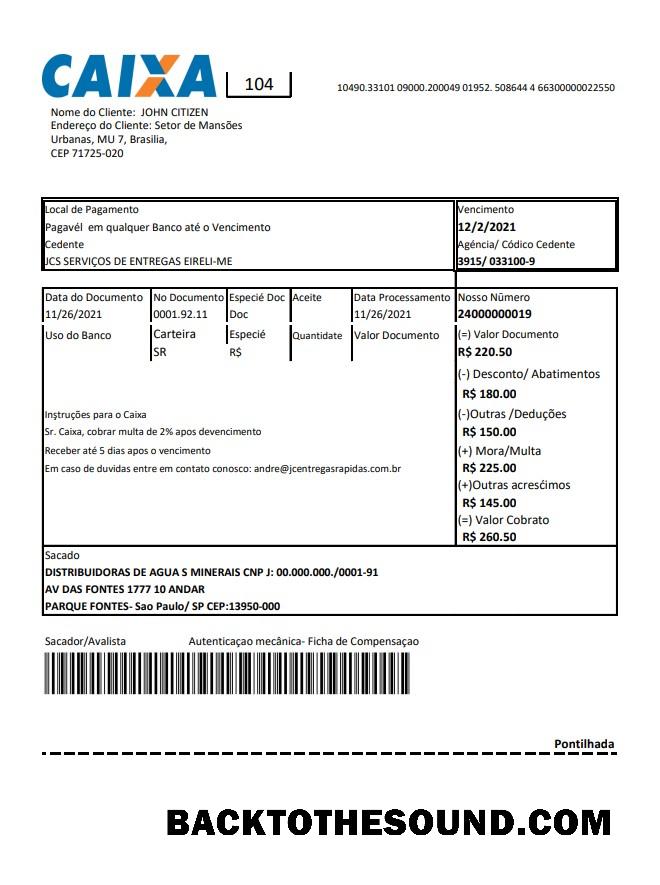 CAIXA 104 10490.33101 09000.200049 01952. 508644 4 66300000022550
Nome do Cliente: JOHN CITIZEN
Endereço do Cliente: Setor de Mansões
Urbanas, MU 7, Brasilia,
CEP 71725-020
Local de Pagamento
Pagavél em qualquer Banco até o Vencimento
Cedente
JCS SERVIÇOS DE ENTREGAS EIRELI-ME
Vencimento
12/2/2021
Agéncia/ Códico Cedente
3915/ 033100-9
Data do Documento No Documento Especié Doc Aceite Data Processamento Nosso Nümero
11/26/2021 0001.92.11 Doc 11/26/2021 24000000019
Uso do Banco Carteira Especié Quantidate Valor Documento (=) Valor Documento
SR R$ R$ 220.50
(-) Desconto/ Abatimentos
R$ 180.00
Instruções para o Caixa (-)Outras /Deduções
Sr. Caixa, cobrar multa de 2% apos devencimento R$ 150.00
Receber até 5 dias apos o vencimento (+) Mora/Multa
Em caso de duvidas entre em contato conosco: andre@jcentregasrapidas.com.br R$ 225.00
(+)Outras acresćimos
R$ 145.00
(=) Valor Cobrato
R$ 260.50
Sacado
DISTRIBUIDORAS DE AGUA S MINERAIS CNP J: 00.000.000./0001-91
AV DAS FONTES 1777 10 ANDAR
PARQUE FONTES- Sao Paulo/ SP CEP:13950-000
Sacador/Avalista Autenticaçao mecânica- Ficha de Compensaçao
Pontilhada
BACKTOTHESOUND.COM